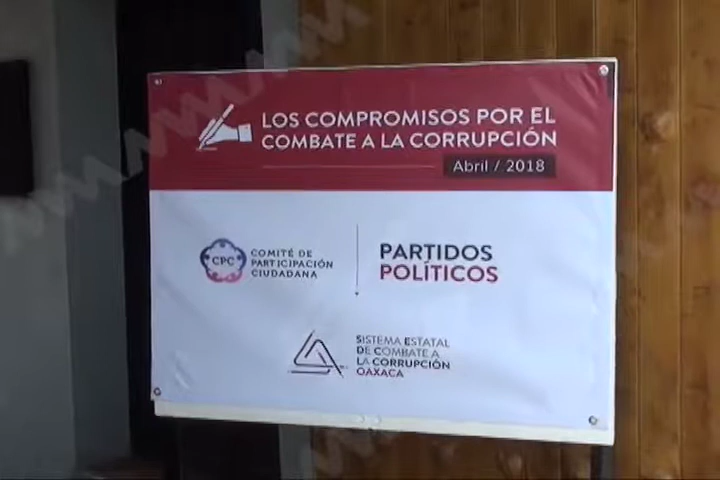 LOS COMPROMISOS POR EL
COMBATE A LA CORRUPCIÓN
Abril / 2018
CPC
COMITÉ DE
PARTICIPACIÓN
CIUDADANA
PARTIDOS
POLÍTICOS
SISTEMA ESTATAL
DE COMBATE A
LA CORRUPCIÓN
OAXACA